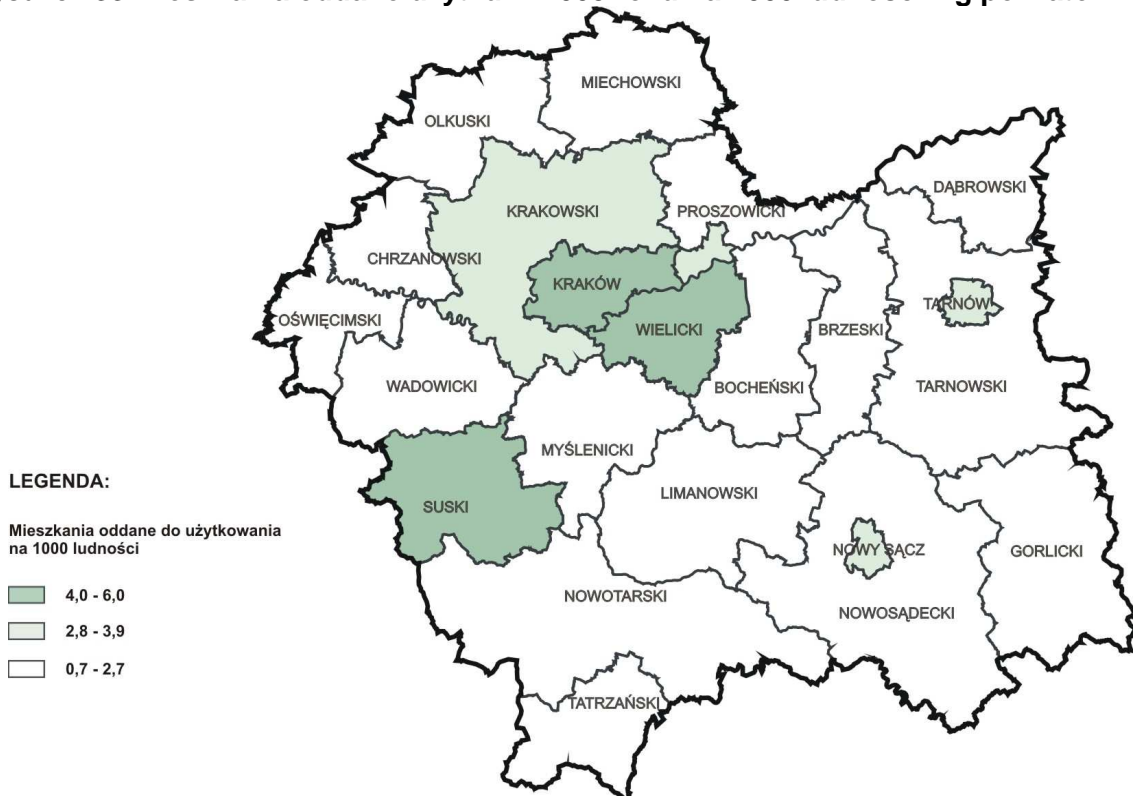 MIECHOWSKI
OLKUSKI
DĄBROWSKI
KRAKOWSKI
PROSZOWICKI
CHRZANOWSKI
KRAKÓW
TARNÓW
OŚWIĘCIMSKI
WIELICKI
BRZESKI
WADOWICKI
BOCHEŃSKI
TARNOWSKI
MYŚLENICKI
LIMANOWSKI
SUSKI
NOWY SĄCZ
GORLICKI
NOWOTARSKI
NOWOSĄDECKI
TATRZAŃSKI
LEGENDA:
Mieszkania oddane do użytkowania
na 1000 ludności
4,0 - 6,0
2,8 - 3,9
0,7 - 2,7